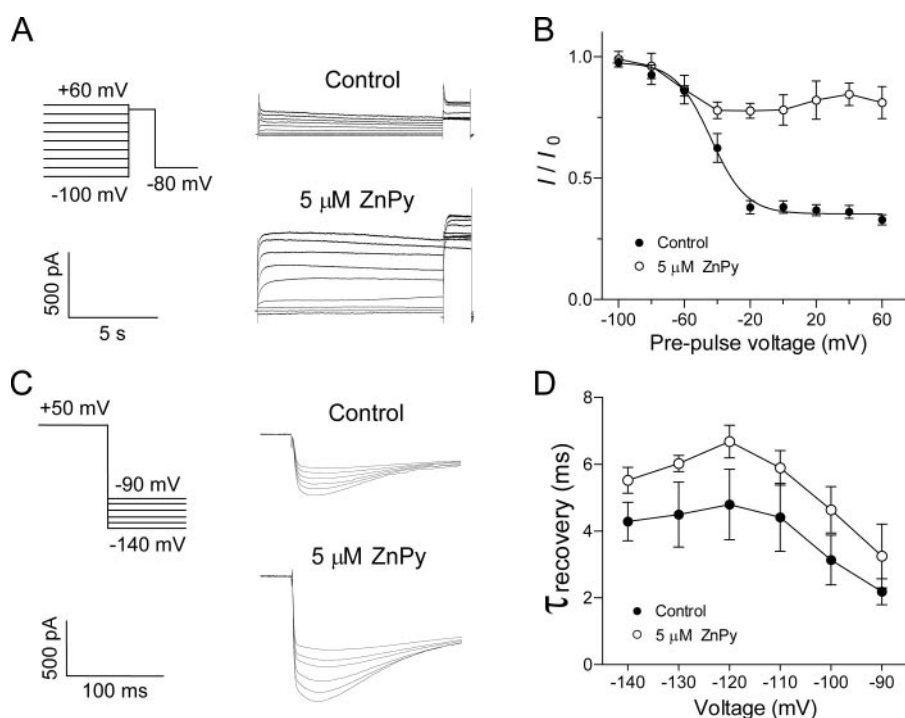 A
+60 mV
-100 mV
-80 mV
500 pA
5 s
Control
5 μM ZnPy
B
I / I0
1.0
0.5
0.0
Control
5 μM ZnPy
-100
-60
-20
20
60
Pre-pulse voltage (mV)
C
+50 mV
-90 mV
-140 mV
500 pA
100 ms
Control
5 μM ZnPy
D
τrecovery (ms)
8
6
4
2
0
Control
5 μM ZnPy
-140
-130
-120
-110
-100
-90
Voltage (mV)